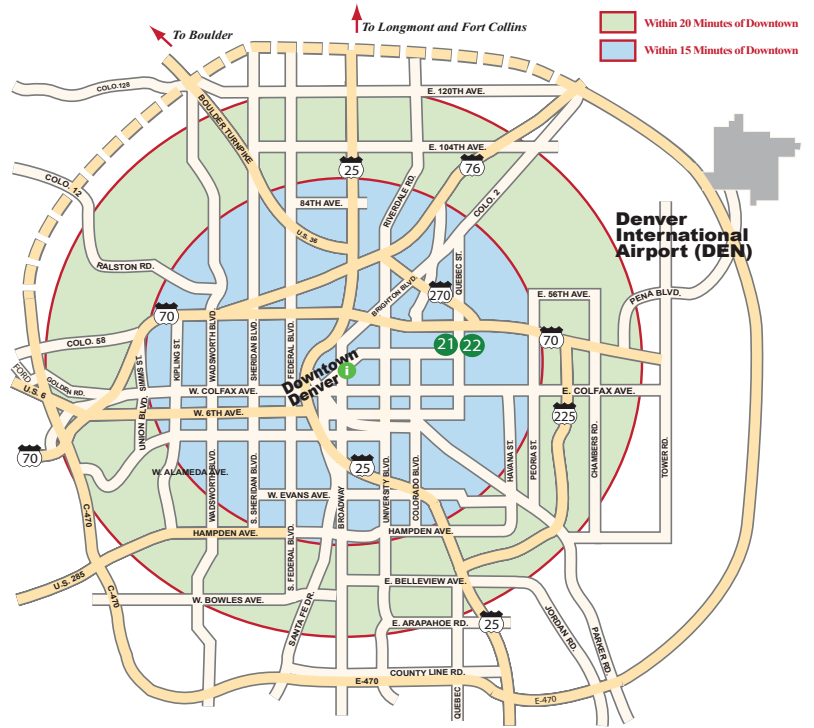 To Boulder
To Longmont and Fort Collins
Within 20 Minutes of Downtown
Within 15 Minutes of Downtown
COLO.128
E. 120TH AVE.
BOULDER TURNPIKE
E. 104TH AVE.
25
76
COLO. 12
RIVERDALE RD.
COLO. 2
84TH AVE.
U.S. 36
Denver
International
Airport (DEN)
RALSTON RD.
BRIGHTON BLVD.
QUEBEC ST.
270
E. 56TH AVE.
PENA BLVD.
70
COLO. 58
KIPLING ST.
WADSWORTH BLVD.
SHERIDAN BLVD.
FEDERAL BLVD.
21
22
70
Downtown
Denver
i
FORD
U.S. 6
GOLDEN RD.
UNION BLVD.
SIMMS ST.
W. COLFAX AVE.
E. COLFAX AVE.
W. 6TH AVE.
225
70
W. ALAMEDA AVE.
25
WADSWORTH BLVD.
S. SHERIDAN BLVD.
W. EVANS AVE.
BROADWAY
UNIVERSITY BLVD.
COLORADO BLVD.
HAVANA ST.
PEORIA ST.
CHAMBERS RD.
TOWER RD.
C-470
HAMPDEN AVE.
HAMPDEN AVE.
S. FEDERAL BLVD.
U.S. 285
C-470
E. BELLEVIEW AVE.
W. BOWLES AVE.
SANTA FE DR.
E. ARAPAHOE RD.
25
JORDAN RD.
PARKER RD.
COUNTY LINE RD.
E-470
QUEBEC
E-470